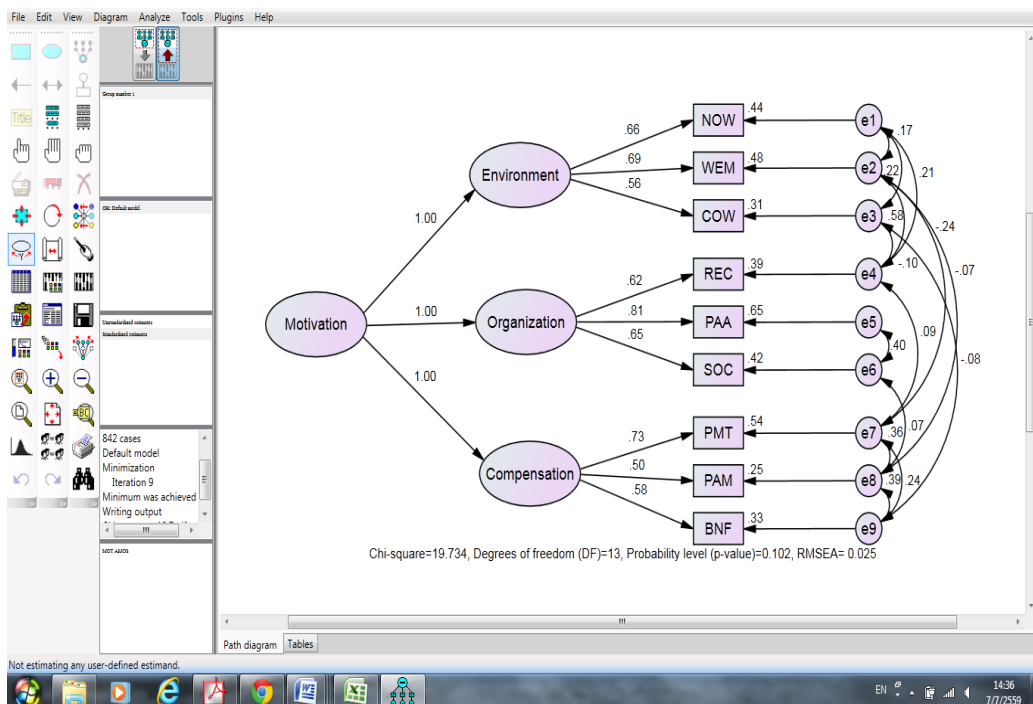 File Edit View Diagram Analyze Tools Plugins Help
Title
Group number 1
OK: Default model
Unstandardized estimates
Standardized estimates
842 cases
Default model
Minimization
Iteration 9
Minimum was achieved
Writing output
MOT AMOS
Motivation
1.00
1.00
1.00
Environment
Organization
Compensation
.66
.69
.56
.62
.81
.65
.73
.50
.58
NOW .44 e1
WEM .48 e2
COW .31 e3
REC .39 e4
PAA .65 e5
SOC .42 e6
PMT .54 e7
PAM .25 e8
BNF .33 e9
.17
.22
.21
.58
-.24
-.10
-.07
.09
.40
-.08
.36
.07
.39
.24
Chi-square=19.734, Degrees of freedom (DF)=13, Probability level (p-value)=0.102, RMSEA= 0.025
Path diagram Tables
Not estimating any user-defined estimand.
EN
14:36
7/7/2559